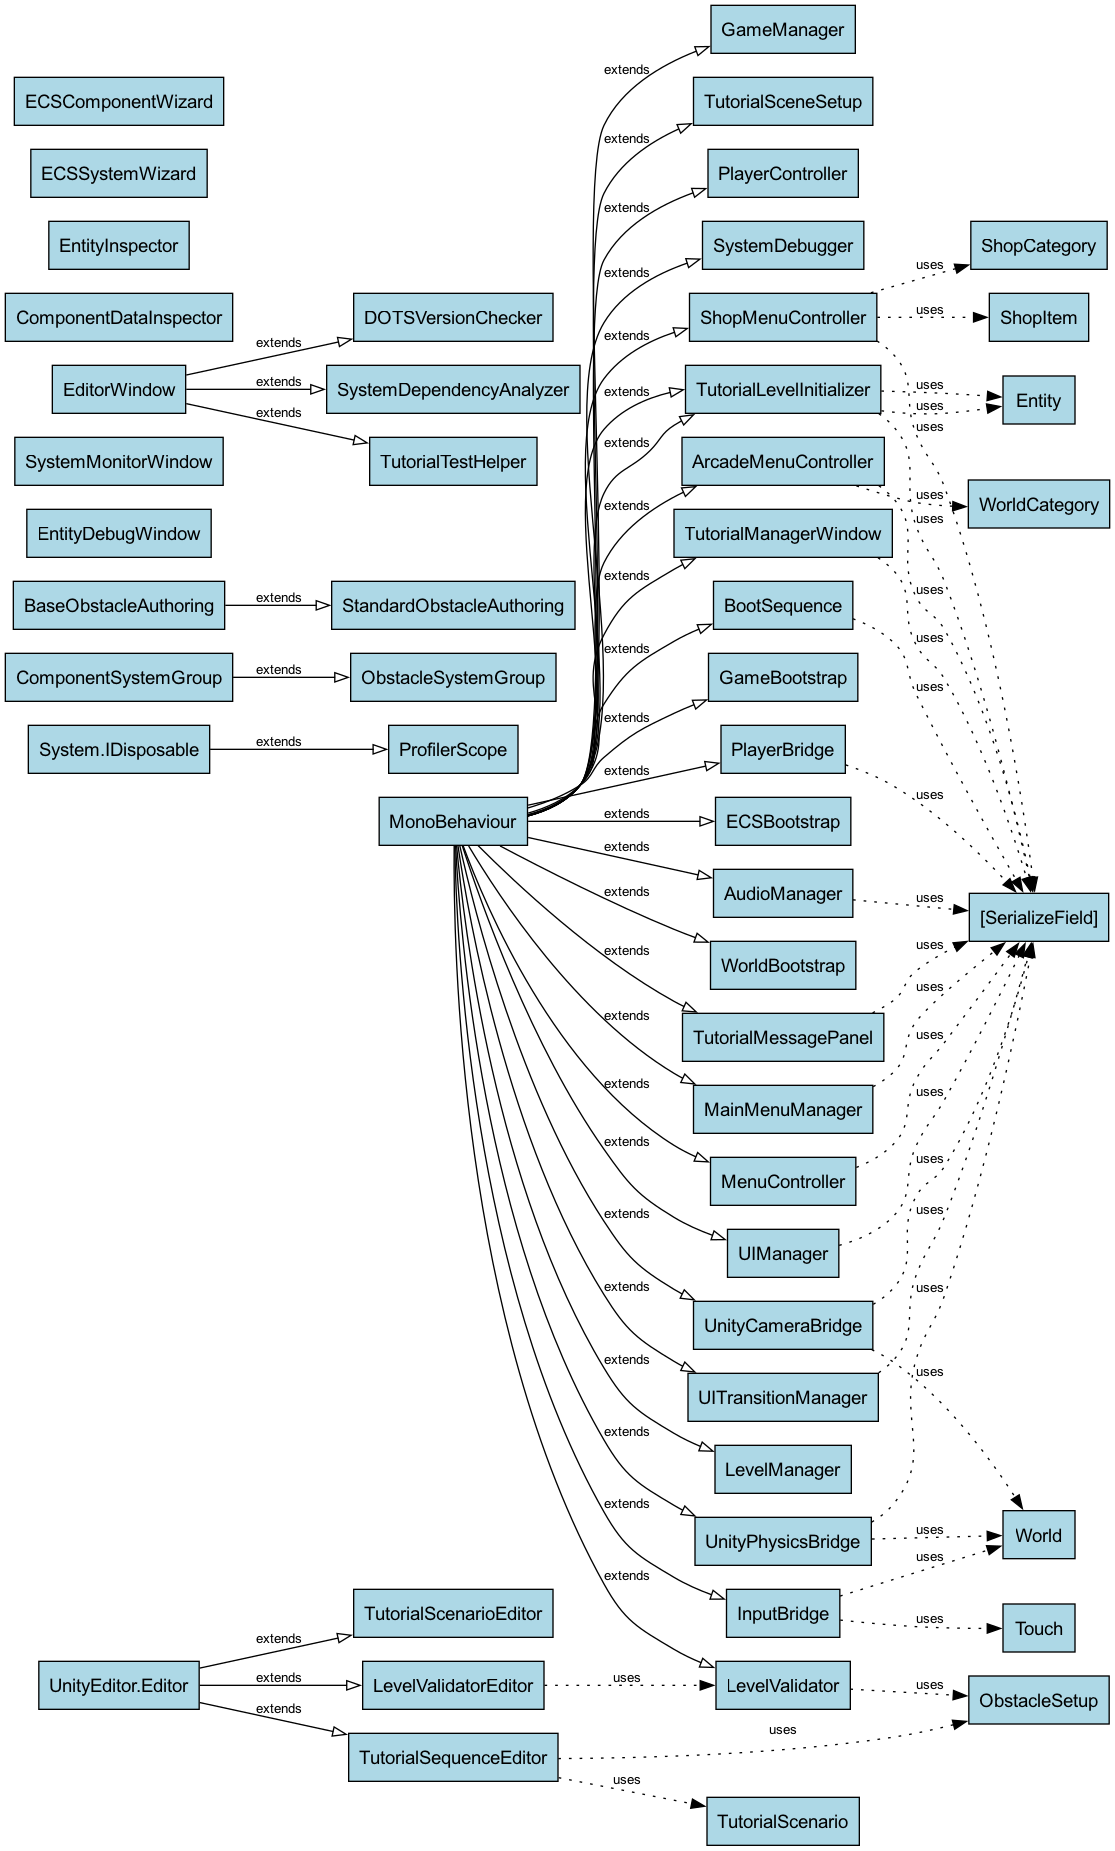 GameManager
extends
ECSComponentWizard
TutorialSceneSetup
extends
ECSSystemWizard
PlayerController
extends
EntityInspector
SystemDebugger
ShopCategory
extends
uses
ComponentDataInspector
DOTSVersionChecker
ShopMenuController
ShopItem
extends
extends
uses
EditorWindow
extends
SystemDependencyAnalyzer
extends
TutorialLevelInitializer
uses
Entity
extends
uses
uses
SystemMonitorWindow
TutorialTestHelper
extends
ArcadeMenuController
uses
WorldCategory
extends
uses
EntityDebugWindow
TutorialManagerWindow
extends
uses
BaseObstacleAuthoring
extends
StandardObstacleAuthoring
BootSequence
extends
uses
ComponentSystemGroup
extends
ObstacleSystemGroup
GameBootstrap
extends
uses
System.IDisposable
extends
ProfilerScope
PlayerBridge
extends
uses
MonoBehaviour
extends
ECSBootstrap
extends
AudioManager
uses
[SerializeField]
extends
WorldBootstrap
uses
extends
TutorialMessagePanel
uses
extends
MainMenuManager
uses
extends
uses
MenuController
extends
uses
UIManager
extends
uses
UnityCameraBridge
extends
uses
UITransitionManager
extends
LevelManager
extends
UnityPhysicsBridge
uses
World
extends
uses
extends
TutorialScenarioEditor
InputBridge
uses
Touch
extends
UnityEditor.Editor
extends
LevelValidatorEditor
uses
LevelValidator
uses
ObstacleSetup
extends
TutorialSequenceEditor
uses
uses
TutorialScenario